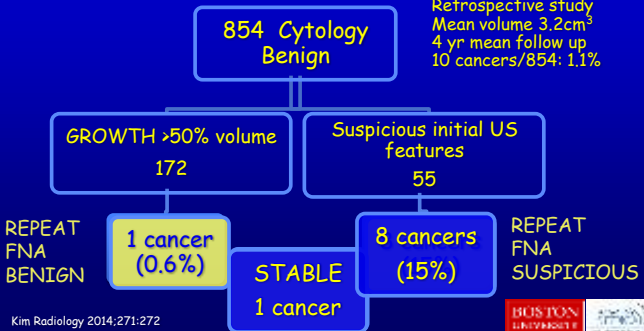 Retrospective study
Mean volume 3.2cm³
4 yr mean follow up
10 cancers/854: 1.1%
854 Cytology
Benign
GROWTH >50% volume
172
Suspicious initial US
features
55
REPEAT
FNA
BENIGN
1 cancer
(0.6%)
STABLE
1 cancer
8 cancers
(15%)
REPEAT
FNA
SUSPICIOUS
Kim Radiology 2014;271:272
BOSTON
UNIVERSITY